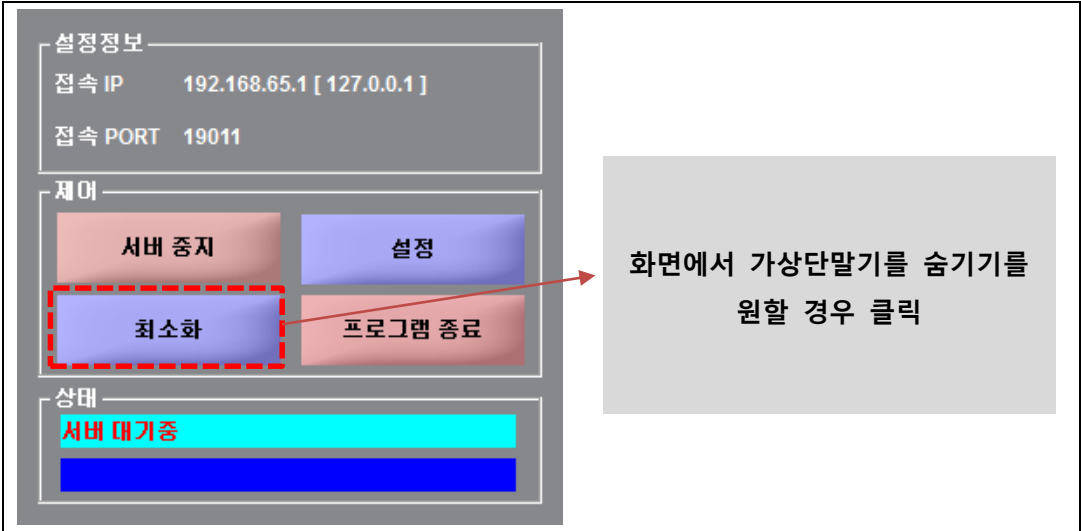 설정정보
접속 IP 192.168.65.1 [ 127.0.0.1 ]
접속 PORT 19011
제어
서버 중지
설정
최소화
프로그램 종료
상태
서버 대기중
화면에서 가상단말기를 숨기기를
원할 경우 클릭